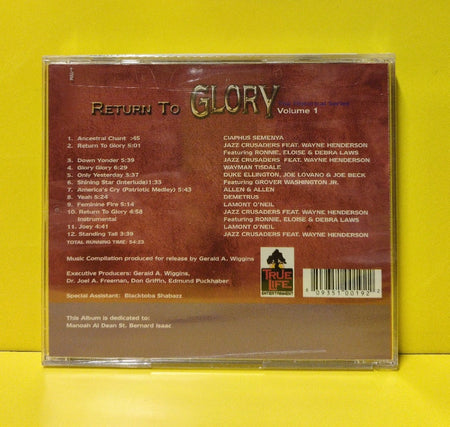 RETURN TO GLORY
Volume 1
1. Ancestral Chant :45 CIAPHUS SEMENYA
2. Return To Glory 5:01 JAZZ CRUSADERS FEAT. WAYNE HENDERSON
Featuring RONNIE, ELOISE & DEBRA LAWS
3. Down Yonder 5:39 JAZZ CRUSADERS FEAT. WAYNE HENDERSON
4. Glory Glory 6:29 WAYMAN TISDALE
5. Only Yesterday 5:37 DUKE ELLINGTON, JOE LOVANO & JOE BECK
6. Shining Star (Interlude)1:33 Featuring GROVER WASHINGTON JR.
7. America's Cry (Patriotic Medley) 5:43 ALLEN & ALLEN
8. Yeah 5:24 DEMETRUS
9. Feminine Fire 5:14 LAMONT O'NEIL
10. Return To Glory 4:58 JAZZ CRUSADERS FEAT. WAYNE HENDERSON
Instrumental Featuring RONNIE, ELOISE & DEBRA LAWS
11. Joey 4:41 LAMONT O'NEIL
12. Standing Tall 3:39 JAZZ CRUSADERS FEAT. WAYNE HENDERSON
TOTAL RUNNING TIME: 54:23
Music Compilation produced for release by Gerald A. Wiggins
Executive Producers: Gerald A. Wiggins,
Dr. Joel A. Freeman, Don Griffin, Edmund Puckhaber
Special Assistant: Blacktoba Shabazz
This Album is dedicated to:
Manoah Al Dean St. Bernard Isaac
TRUE
LIFE
ENTERTAINMENT
6 09351 00192 2